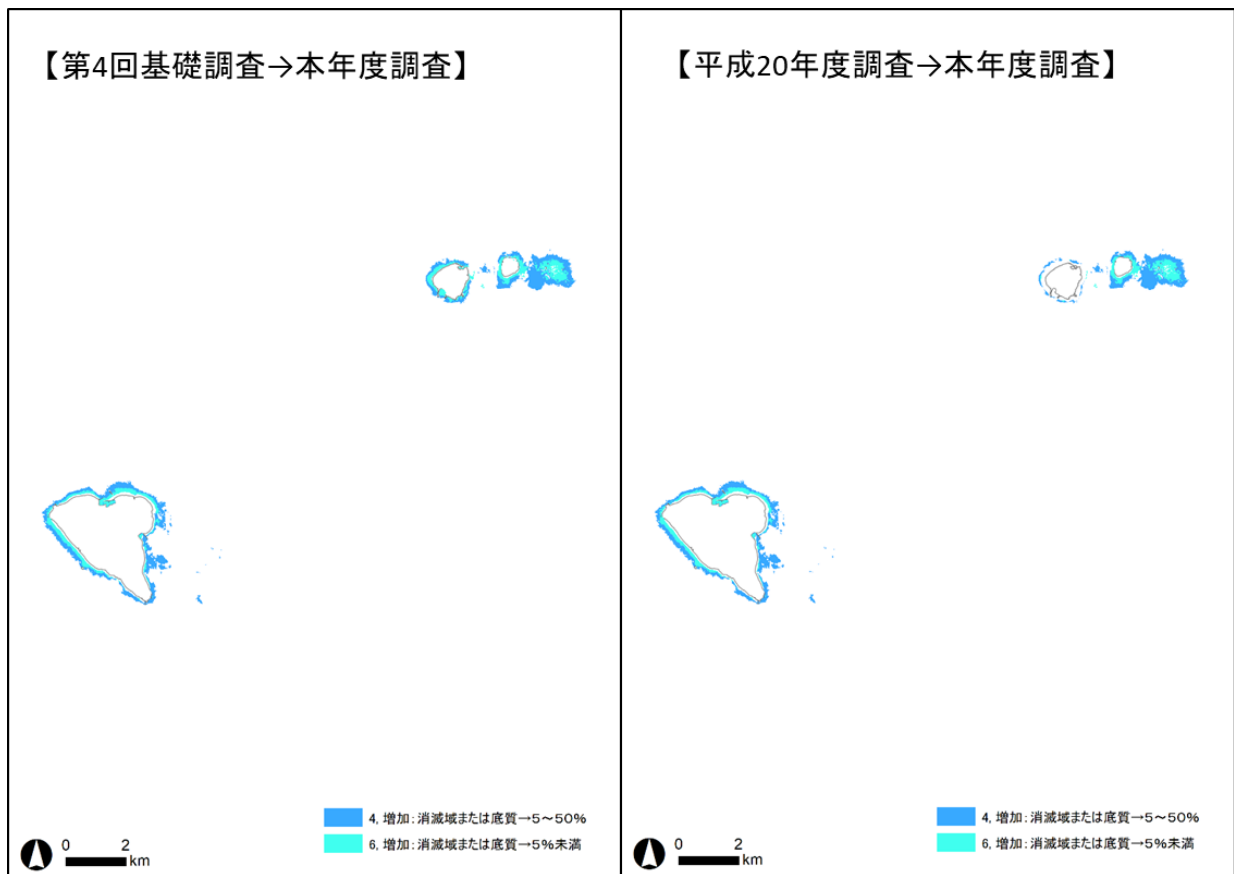 【第4回基礎調査→本年度調査】
4, 増加:消滅域または底質→5～50%
6, 増加:消滅域または底質→5%未満
0 2
km
【平成20年度調査→本年度調査】
4, 増加:消滅域または底質→5～50%
6, 増加:消滅域または底質→5%未満
0 2
km